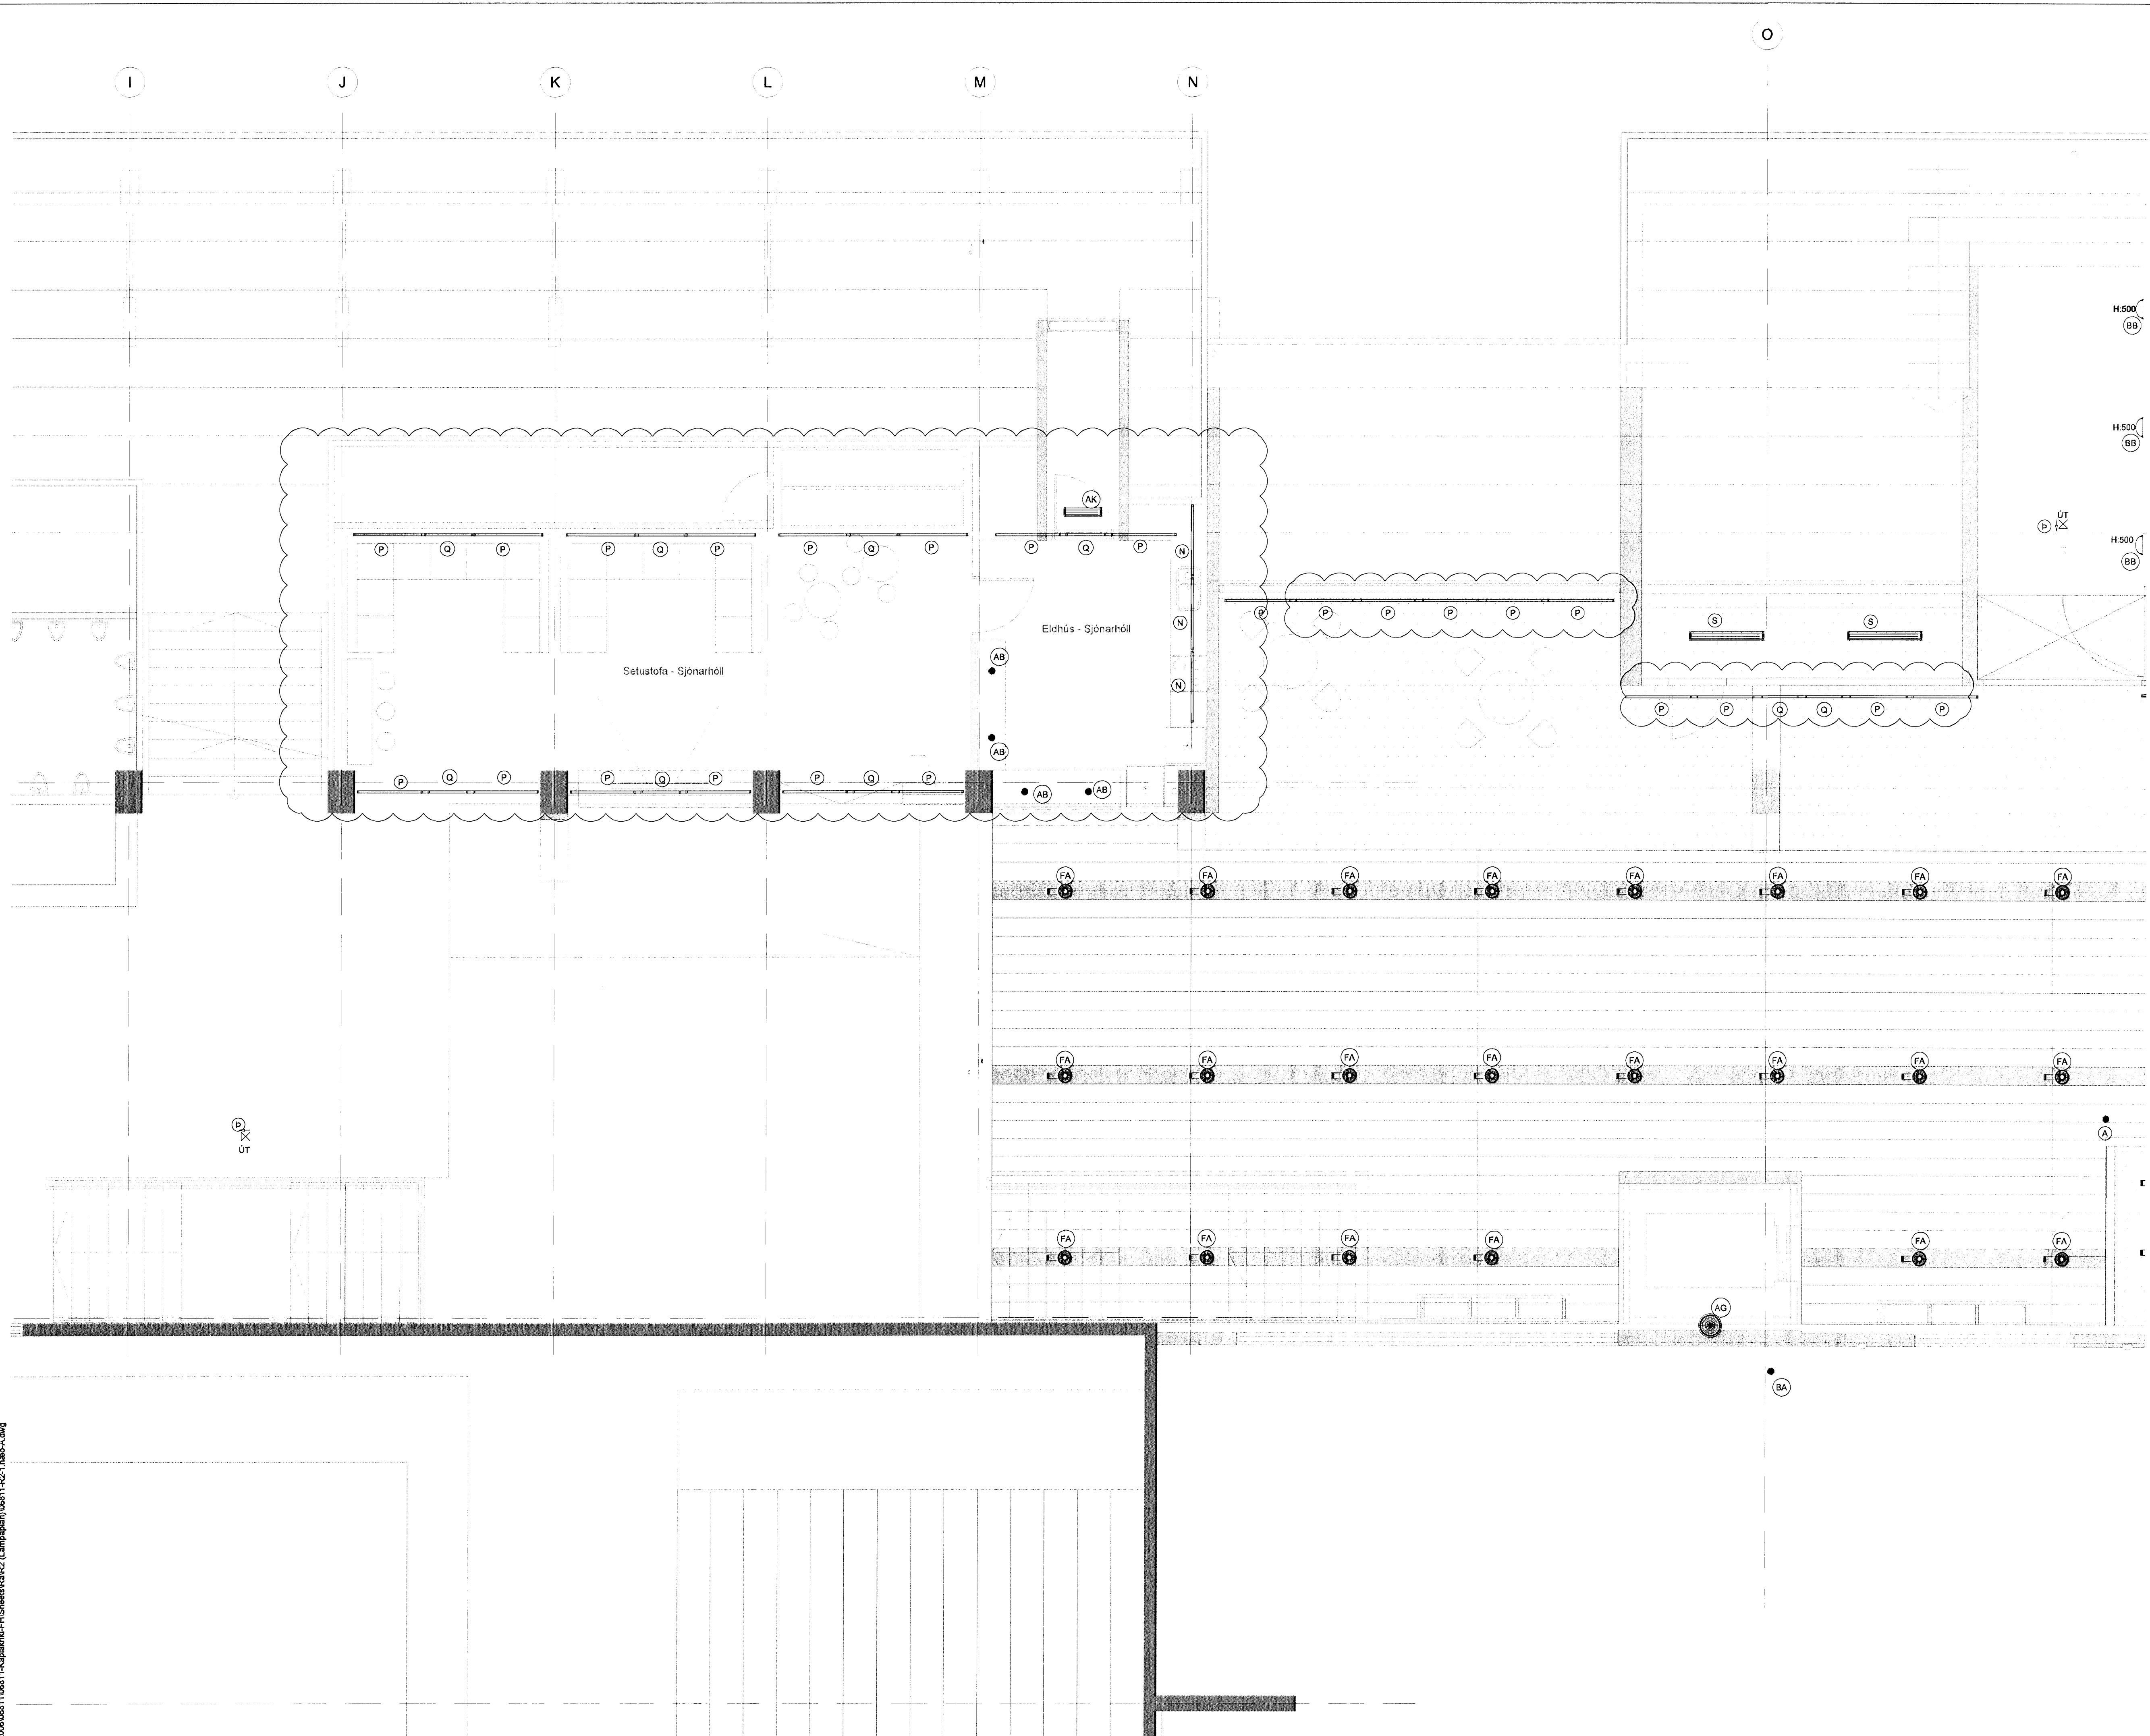 O
I J K L M N
H:500
BB
H:500
BB
AK
ÚT
Þ
H:500
BB
P Q P P Q P P Q P P Q P N
P P P P P P
N
S S
Eldhús - Sjónarhóll
AB
Setustofa - Sjónarhóll
N
P P Q Q P P
AB
P Q P P Q P P Q P
AB AB
FA FA FA FA FA FA FA FA
FA FA FA FA FA FA FA FA
Þ
ÚT
A
FA FA FA FA FA FA
AG
BA